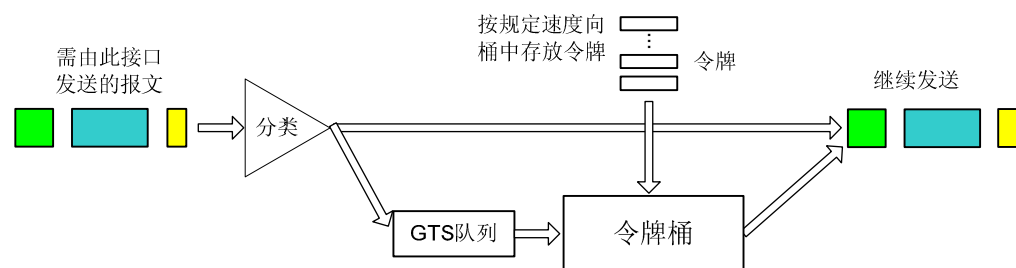 需由此接口
发送的报文
分类
按规定速度向
桶中存放令牌
令牌
继续发送
GTS队列
令牌桶